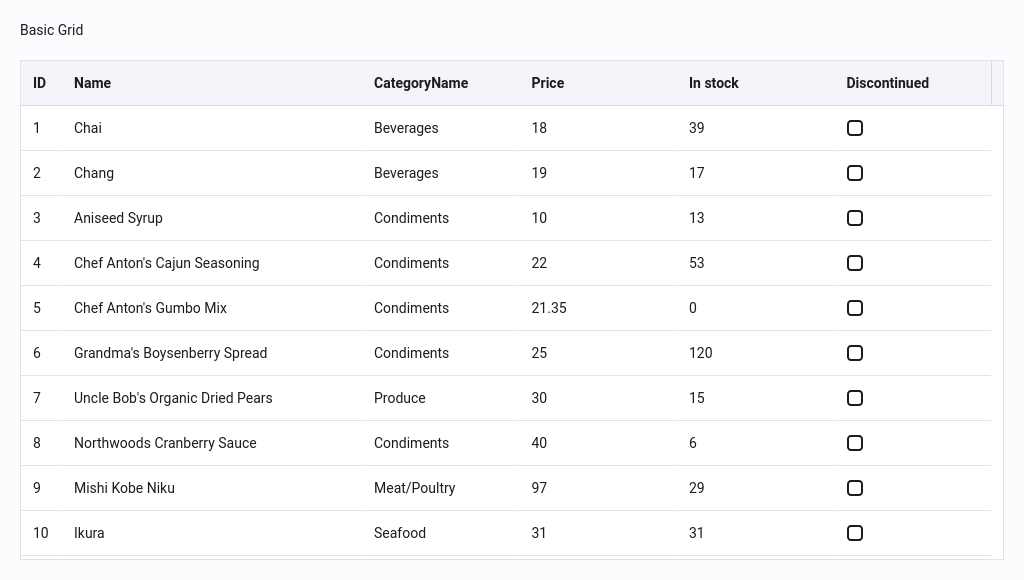 Basic Grid
ID Name CategoryName Price In stock Discontinued
1 Chai Beverages 18 39
2 Chang Beverages 19 17
3 Aniseed Syrup Condiments 10 13
4 Chef Anton's Cajun Seasoning Condiments 22 53
5 Chef Anton's Gumbo Mix Condiments 21.35 0
6 Grandma's Boysenberry Spread Condiments 25 120
7 Uncle Bob's Organic Dried Pears Produce 30 15
8 Northwoods Cranberry Sauce Condiments 40 6
9 Mishi Kobe Niku Meat/Poultry 97 29
10 Ikura Seafood 31 31